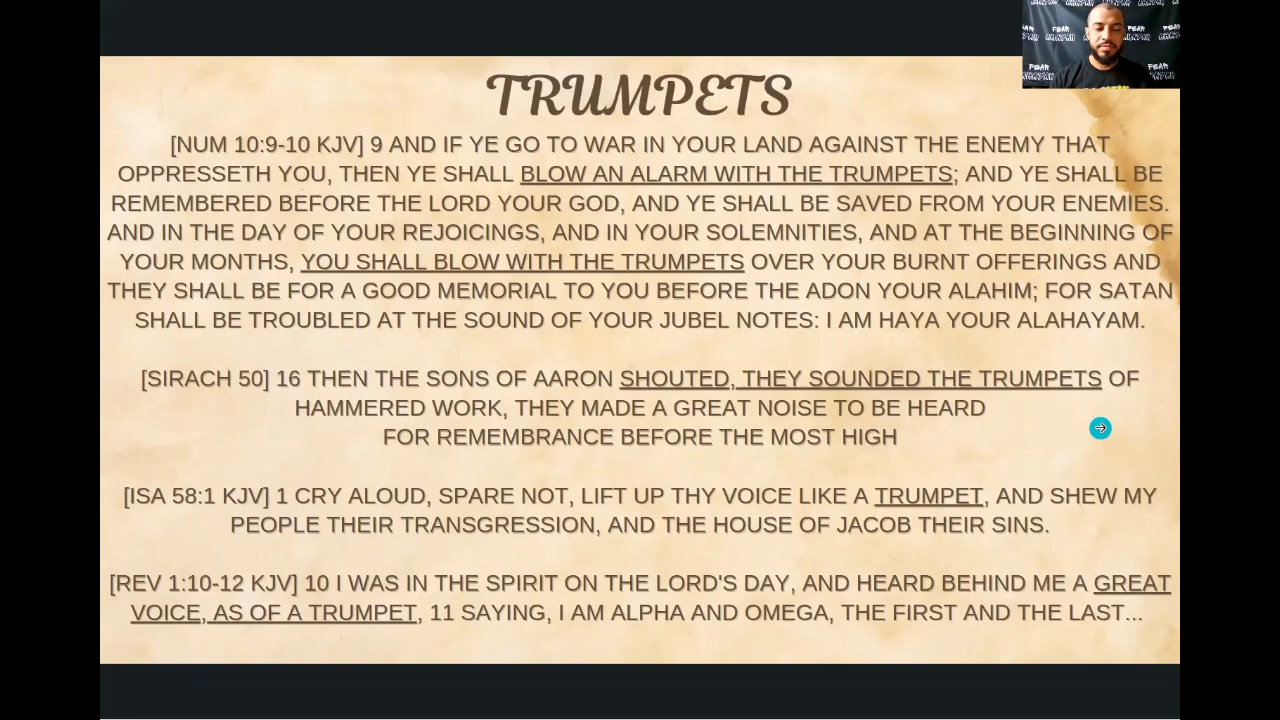 TRUMPETS
[NUM 10:9-10 KJV] 9 AND IF YE GO TO WAR IN YOUR LAND AGAINST THE ENEMY THAT
OPPRESSETH YOU, THEN YE SHALL BLOW AN ALARM WITH THE TRUMPETS; AND YE SHALL BE
REMEMBERED BEFORE THE LORD YOUR GOD, AND YE SHALL BE SAVED FROM YOUR ENEMIES.
AND IN THE DAY OF YOUR REJOICINGS, AND IN YOUR SOLEMNITIES, AND AT THE BEGINNING OF
YOUR MONTHS, YOU SHALL BLOW WITH THE TRUMPETS OVER YOUR BURNT OFFERINGS AND
THEY SHALL BE FOR A GOOD MEMORIAL TO YOU BEFORE THE ADON YOUR ALAHIM; FOR SATAN
SHALL BE TROUBLED AT THE SOUND OF YOUR JUBEL NOTES: I AM HAYA YOUR ALAHAYAM.
[SIRACH 50] 16 THEN THE SONS OF AARON SHOUTED, THEY SOUNDED THE TRUMPETS OF
HAMMERED WORK, THEY MADE A GREAT NOISE TO BE HEARD
FOR REMEMBRANCE BEFORE THE MOST HIGH
[ISA 58:1 KJV] 1 CRY ALOUD, SPARE NOT, LIFT UP THY VOICE LIKE A TRUMPET, AND SHEW MY
PEOPLE THEIR TRANSGRESSION, AND THE HOUSE OF JACOB THEIR SINS.
[REV 1:10-12 KJV] 10 I WAS IN THE SPIRIT ON THE LORD'S DAY, AND HEARD BEHIND ME A GREAT
VOICE, AS OF A TRUMPET, 11 SAYING, I AM ALPHA AND OMEGA, THE FIRST AND THE LAST...
FEAR
FEAR
FEAR
FEAR